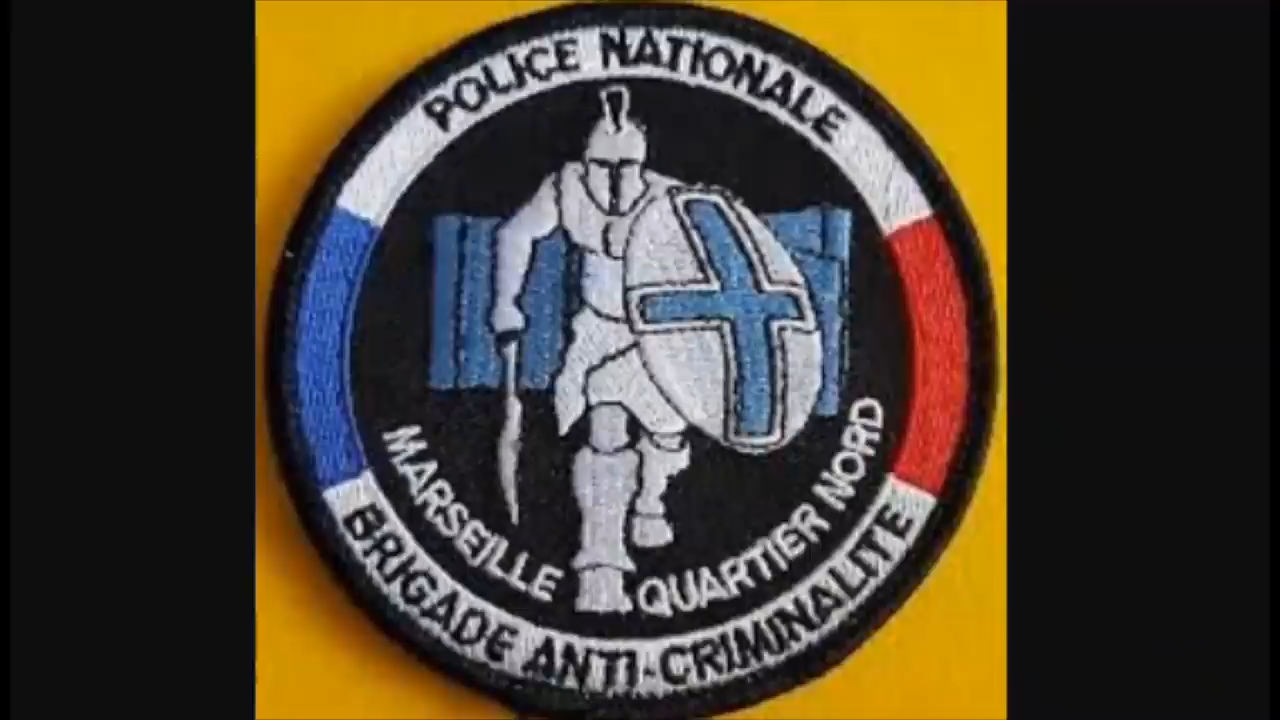 POLICE NATIONALE
MARSEILLE QUARTIER NORD
BRIGADE ANTI-CRIMINALITE